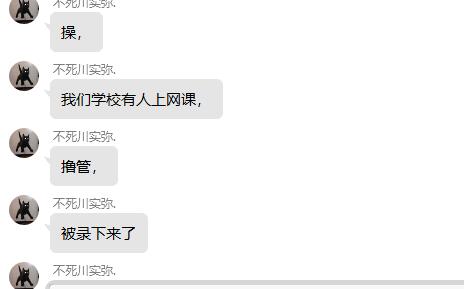 不死川实弥.
操，
不死川实弥.
我们学校有人上网课，
不死川实弥.
撸管，
不死川实弥.
被录下来了
不死川实弥.